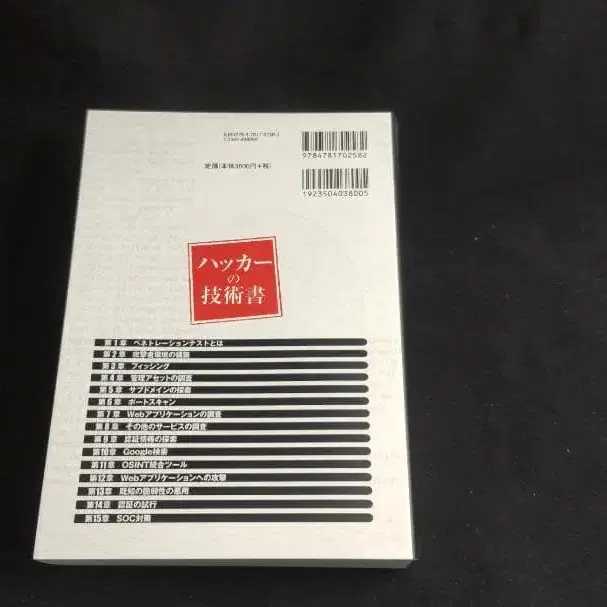 9784781702582
定価(本体3800円+税)
1923504038005
ハッカー
の
技術書
第1章 ペネトレーションテストとは
第2章 攻撃者環境の構築
第3章 フィッシング
第4章 管理アセットの調査
第5章 サブドメインの探索
第6章 ポートスキャン
第7章 Webアプリケーションの調査
第8章 その他のサービスの調査
第9章 認証情報の探索
第10章 Google検索
第11章 OSINT統合ツール
第12章 Webアプリケーションへの攻撃
第13章 既知の脆弱性の悪用
第14章 認証の試行
第15章 SOC対策